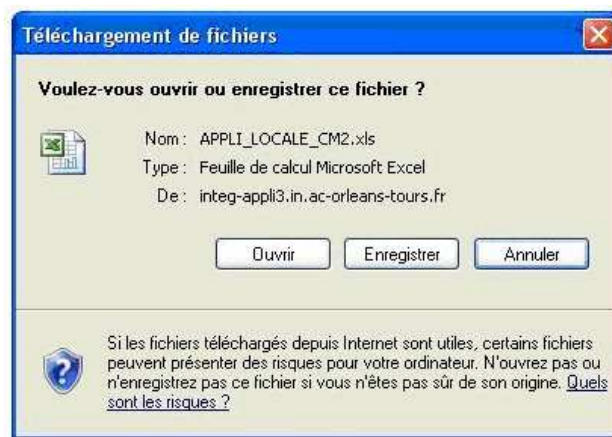 Téléchargement de fichiers
Voulez-vous ouvrir ou enregistrer ce fichier ?
Nom : APPLI_LOCALE_CM2.xls
Type : Feuille de calcul Microsoft Excel
De : integ-appli3.in.ac-orleans-tours.fr
Ouvrir Enregistrer Annuler
Si les fichiers téléchargés depuis Internet sont utiles, certains fichiers
peuvent présenter des risques pour votre ordinateur. N'ouvrez pas ou
n'enregistrez pas ce fichier si vous n'êtes pas sûr de son origine. Quels
sont les risques ?